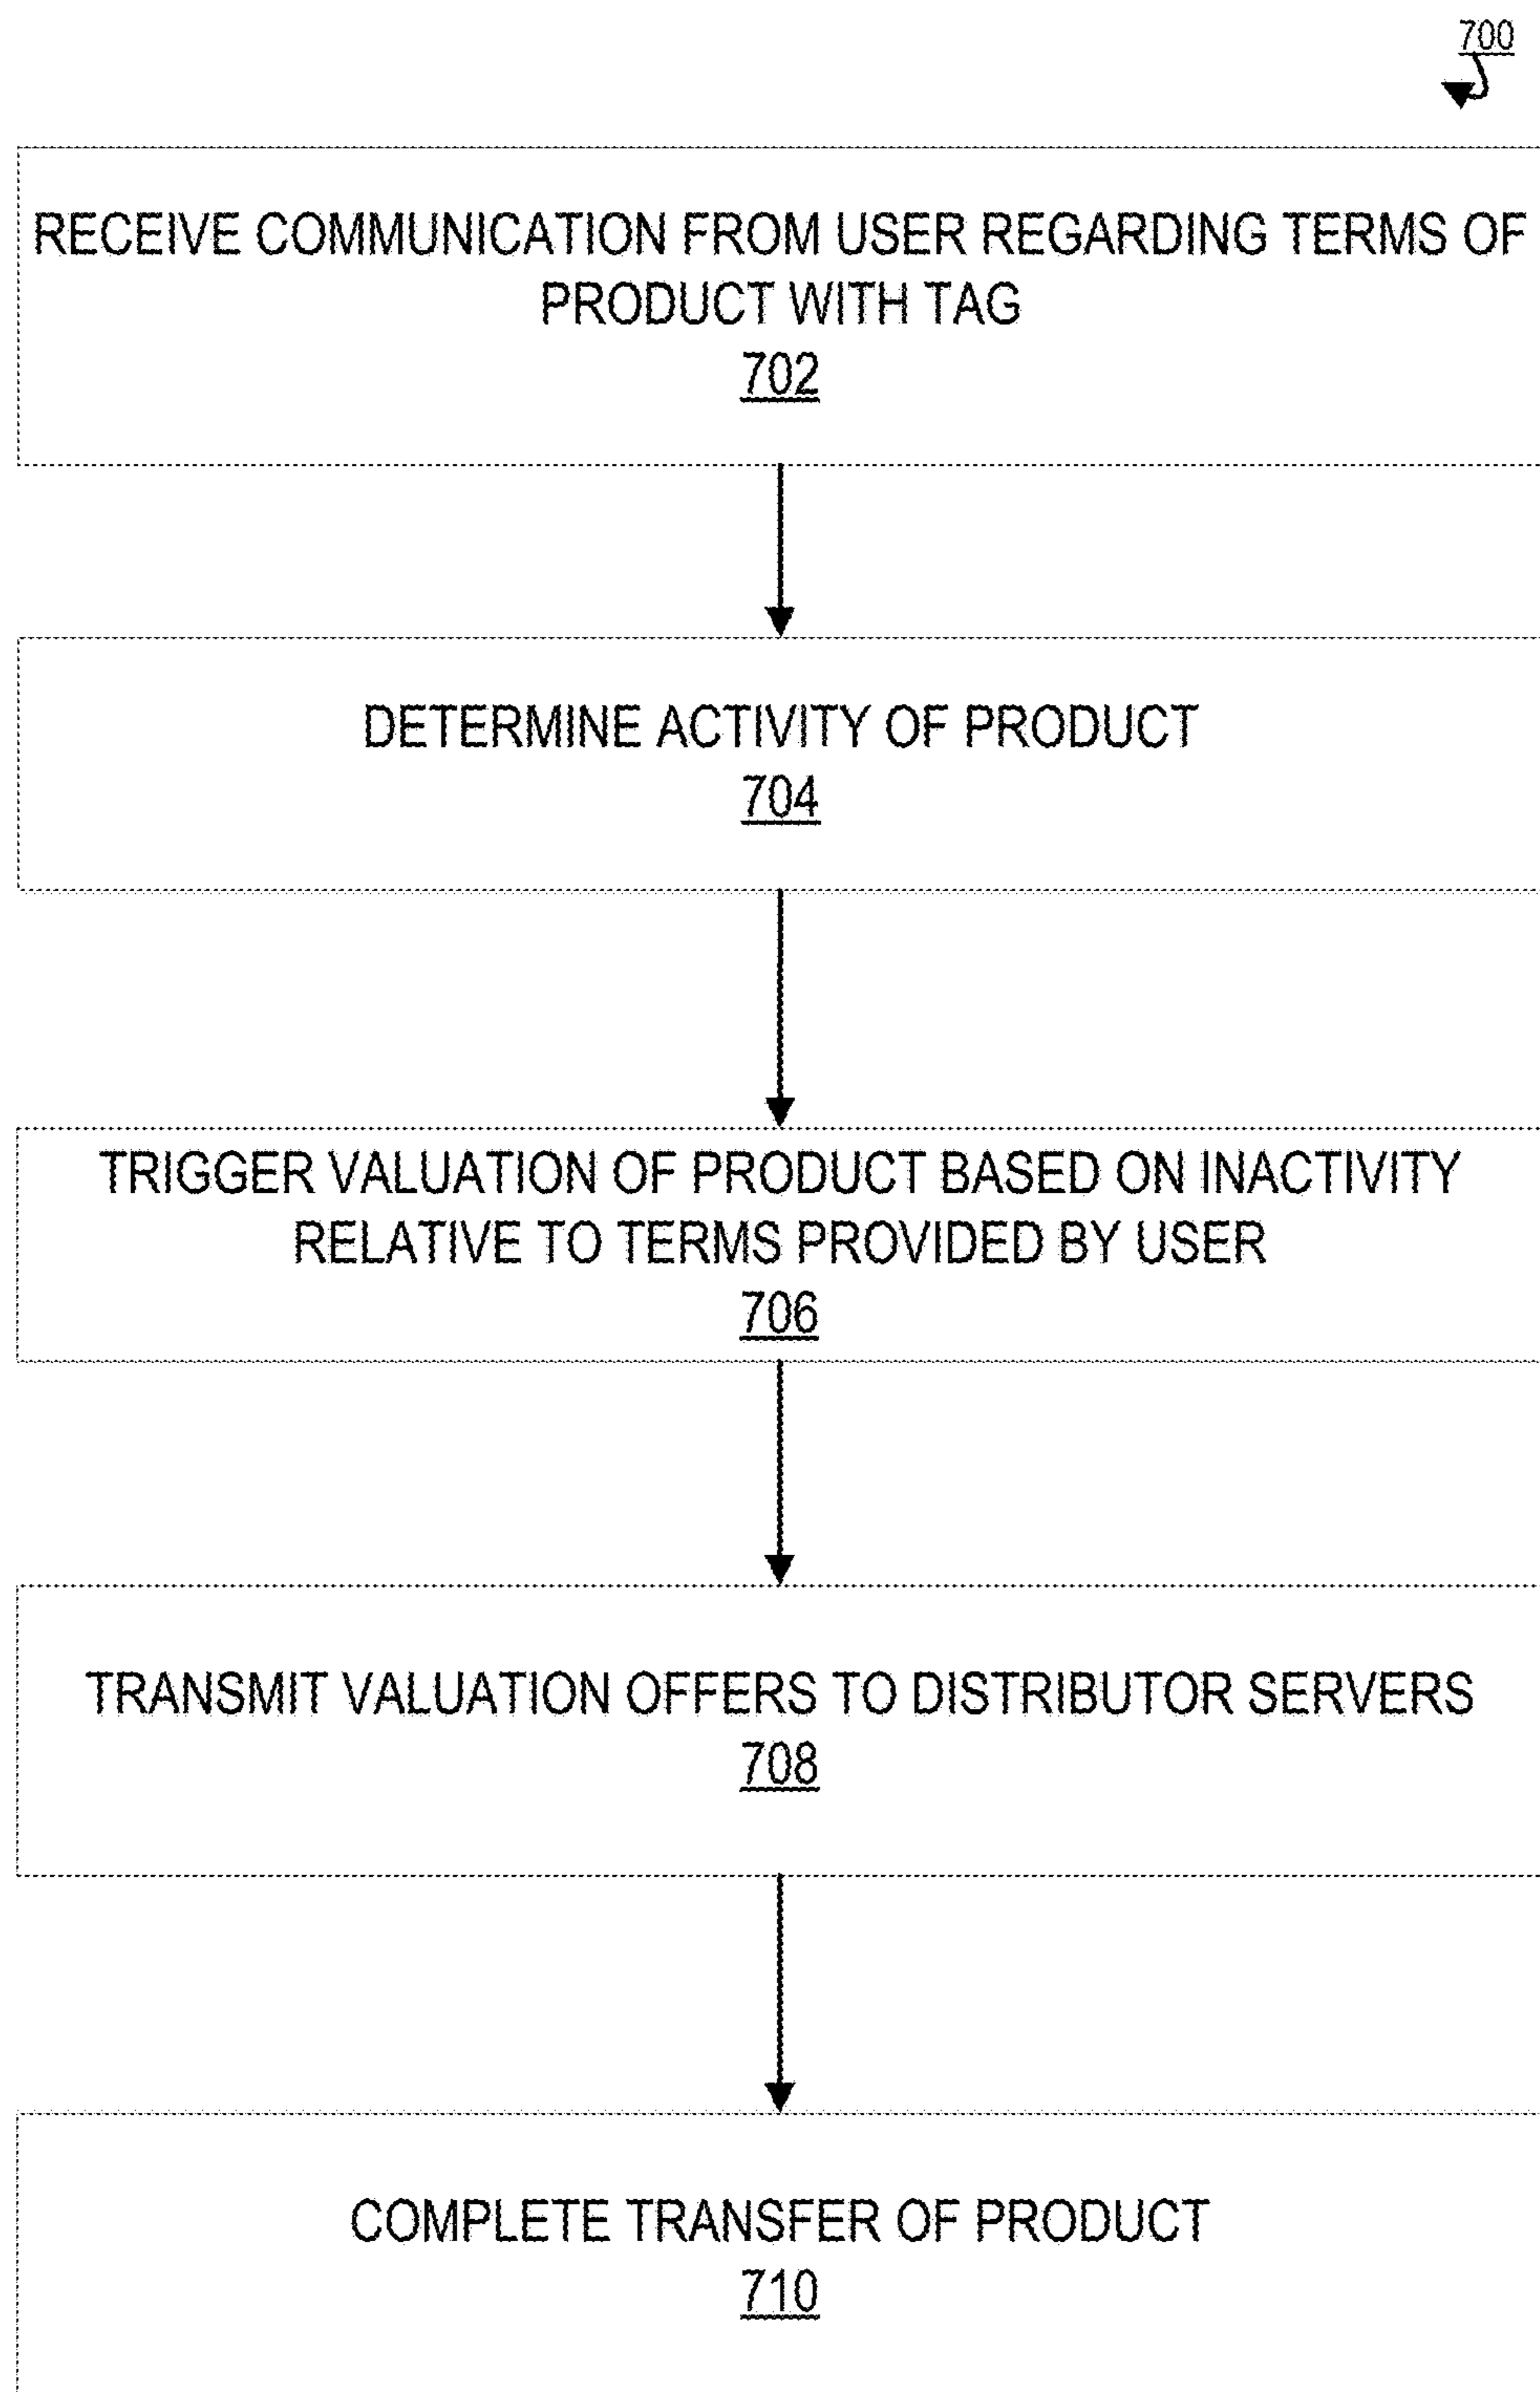 700
RECEIVE COMMUNICATION FROM USER REGARDING TERMS OF
PRODUCT WITH TAG
702
DETERMINE ACTIVITY OF PRODUCT
704
TRIGGER VALUATION OF PRODUCT BASED ON INACTIVITY
RELATIVE TO TERMS PROVIDED BY USER
706
TRANSMIT VALUATION OFFERS TO DISTRIBUTOR SERVERS
708
COMPLETE TRANSFER OF PRODUCT
710